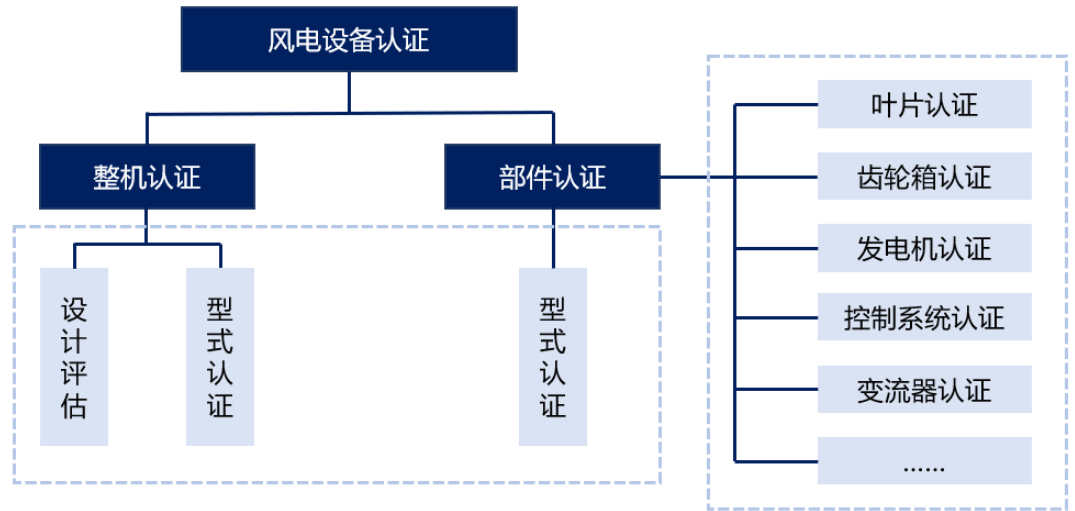 风电设备认证
整机认证
部件认证
设计评估
型式认证
型式认证
叶片认证
齿轮箱认证
发电机认证
控制系统认证
变流器认证
......